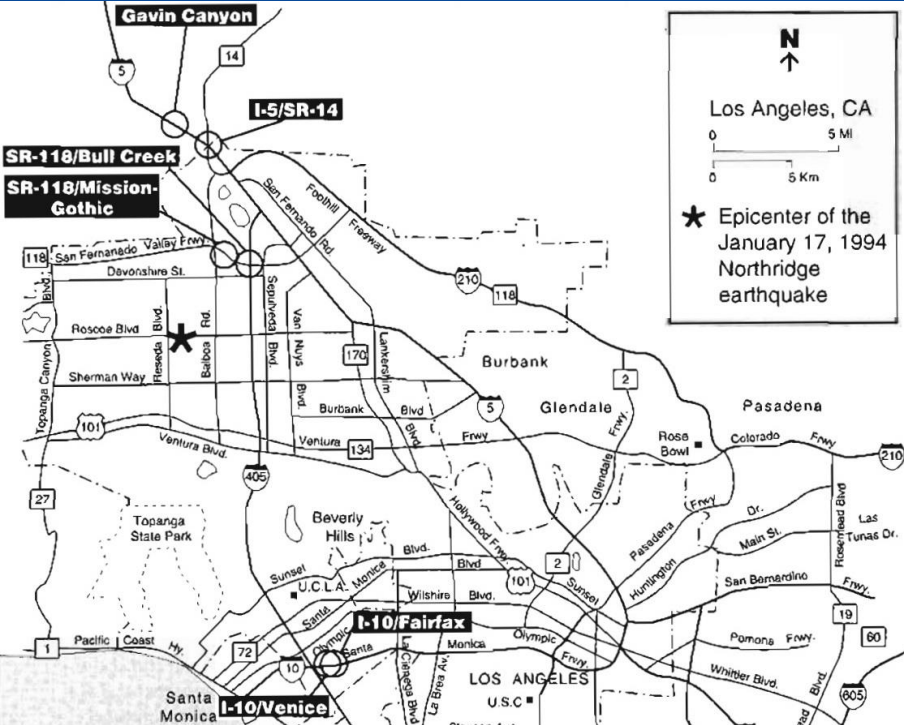 Gavin Canyon
5
14
I-5/SR-14
SR-118/Bull Creek
SR-118/Mission-
Gothic
N
Los Angeles, CA
0 5 MI
0 5 Km
Epicenter of the
January 17, 1994
Northridge
earthquake
San Fernando Rd.
Foothill Freeway
118
San Fernanado Valley Frwy.
Devonshire St.
210
118
Topanga Canyon Blvd.
Reseda Blvd.
Balboa Rd.
Sepulveda Blvd.
Van Nuys Blvd.
Lankershim Blvd.
Roscoe Blvd
170
Sherman Way
Burbank
2
Burbank Blvd
5
Glendale
Pasadena
101
Ventura Blvd.
Ventura Frwy
134
Glendale Frwy.
Rose
Bowl
Colorado Frwy
210
405
27
Topanga
State Park
Beverly
Hills
Hollywood Frwy.
Pasadena Frwy
Huntington Dr.
Main St.
Rosemead Blvd
Las
Tunas Dr.
Sunset Blvd.
U.C.L.A.
Santa Monice Blvd
101
2
Sunset
San Bernardino Frwy.
Wilshire Blvd.
I-10/Fairfax
19
60
1
Pacific Coast Hy.
72
10
Olympic
Santa Monica Frwy.
Olympic
Pomona Frwy.
Whittier Blvd.
La Cienega Blvd
La Brea Av.
LOS ANGELES
U.S.C
605
Blvd.
Santa
Monica
I-10/Venice